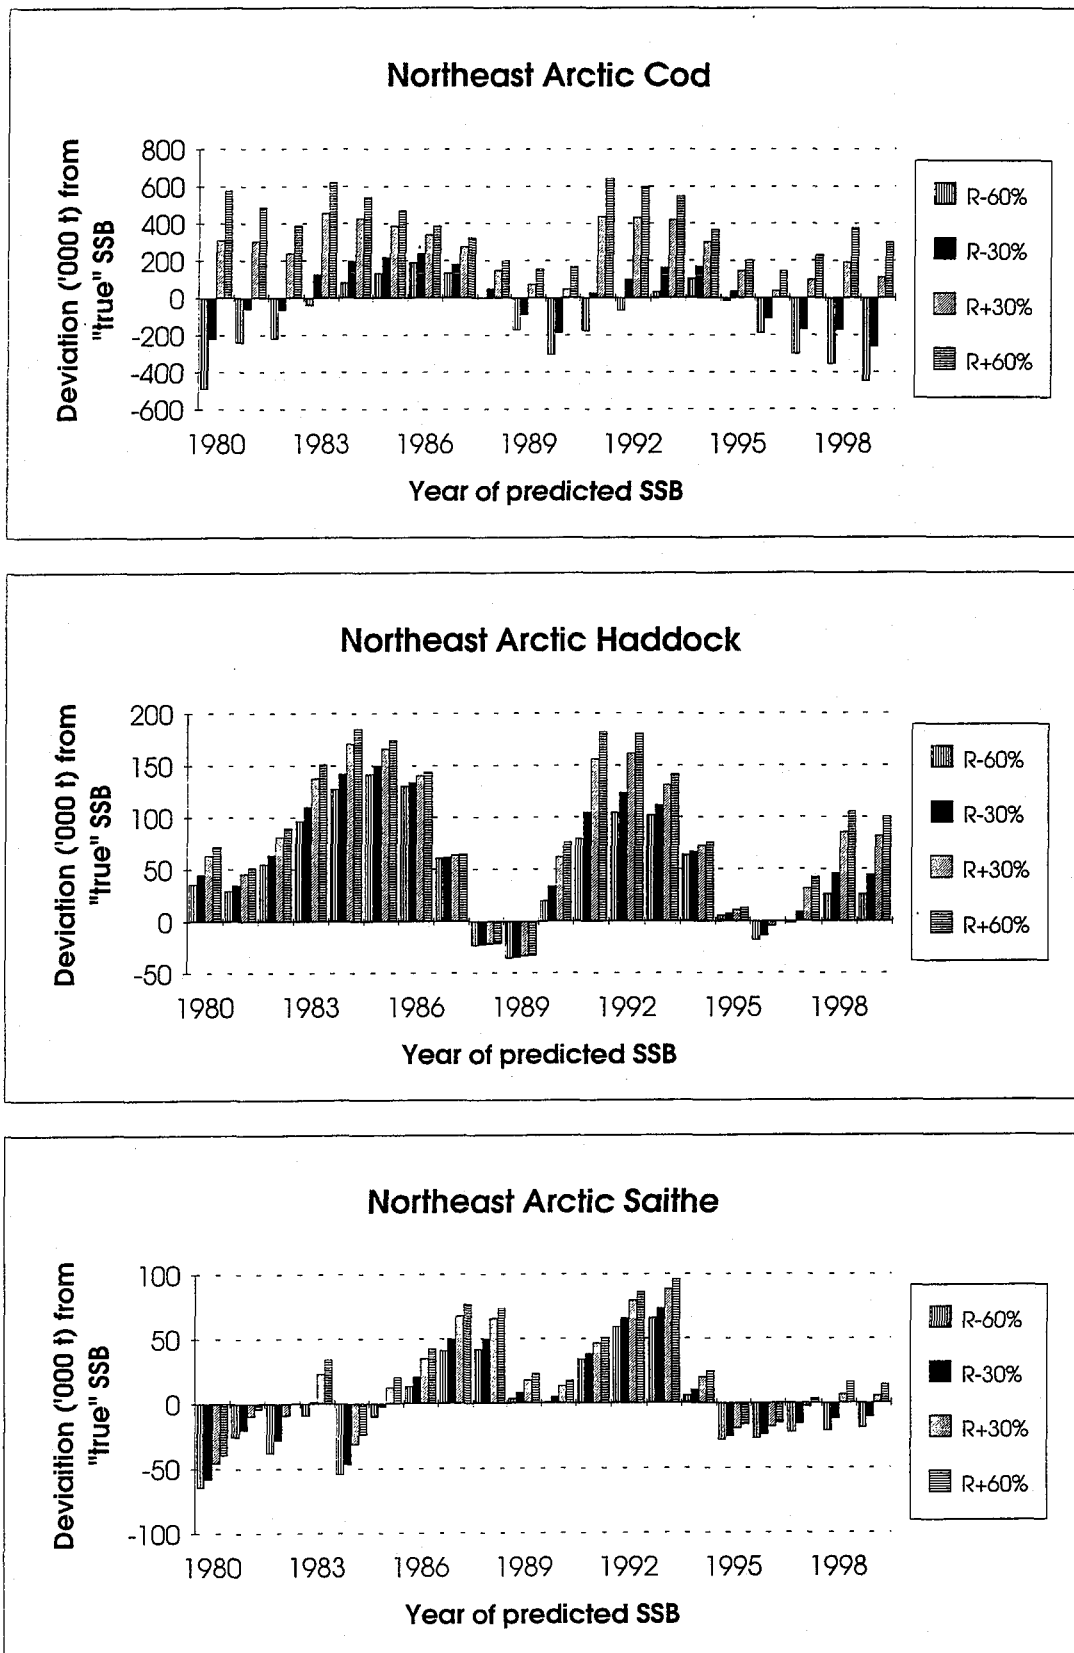 Northeast Arctic Cod
Deviation ('000 t) from
"true" SSB
800
600
400
200
0
-200
-400
-600
1980 1983 1986 1989 1992 1995 1998
Year of predicted SSB
R-60%
R-30%
R+30%
R+60%
Northeast Arctic Haddock
Deviation ('000 t) from
"true" SSB
200
150
100
50
0
-50
1980 1983 1986 1989 1992 1995 1998
Year of predicted SSB
R-60%
R-30%
R+30%
R+60%
Northeast Arctic Saithe
Deviaition ('000 t) from
"true" SSB
100
50
0
-50
-100
1980 1983 1986 1989 1992 1995 1998
Year of predicted SSB
R-60%
R-30%
R+30%
R+60%